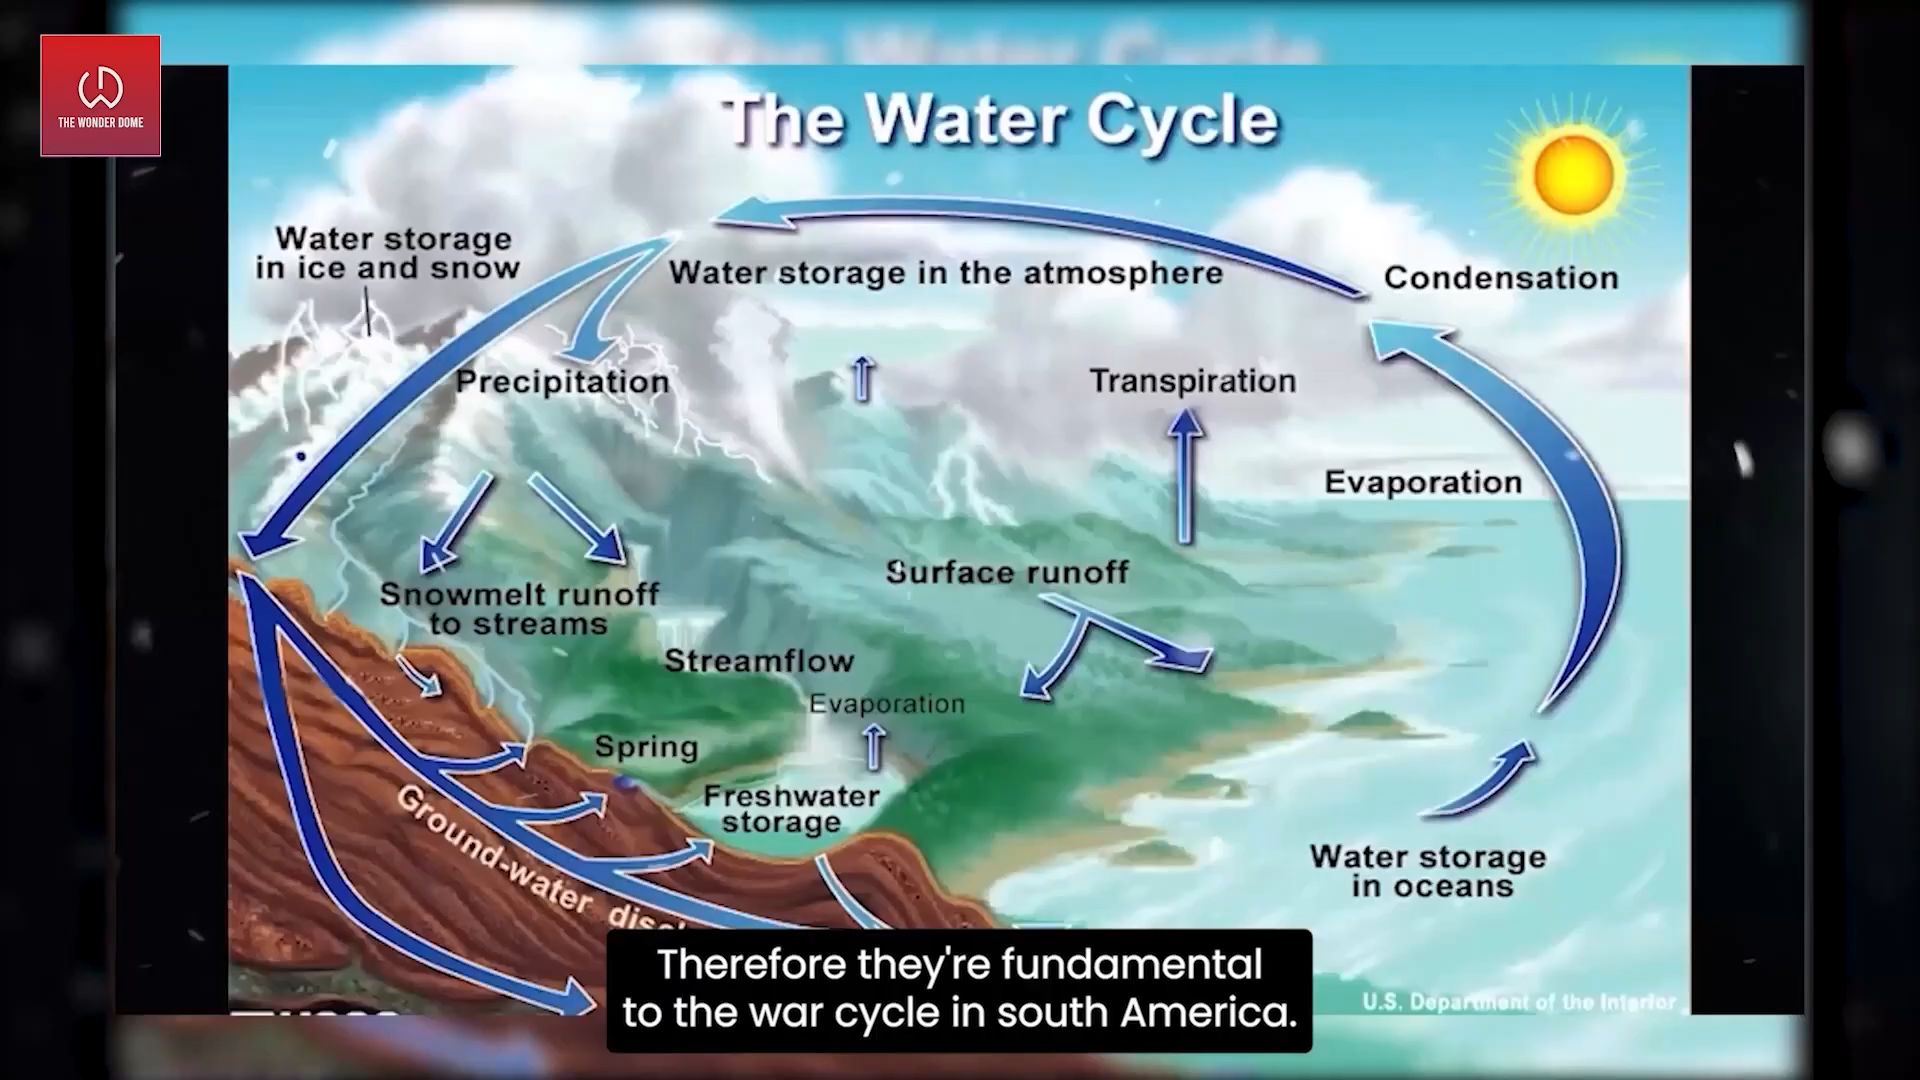 THE WONDER DOME
The Water Cycle
Water storage
in ice and snow
Water storage in the atmosphere
Condensation
Precipitation
Transpiration
Evaporation
Surface runoff
Snowmelt runoff
to streams
Streamflow
Evaporation
Spring
Freshwater
storage
Ground-water
Water storage
in oceans
U.S. Department of the Interior
Therefore they're fundamental
to the war cycle in south America.